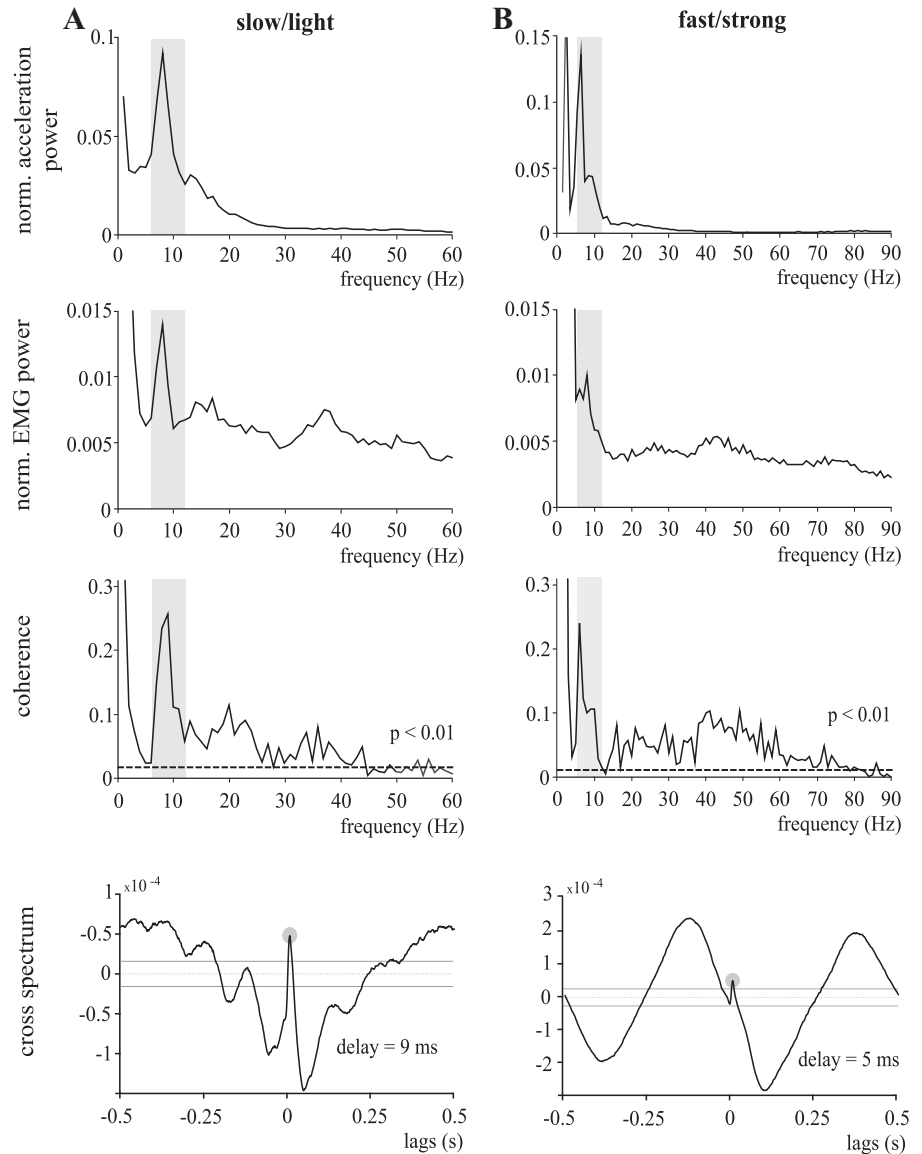 A slow/light
B fast/strong
norm. acceleration
power
0.1
0.05
0
0 10 20 30 40 50 60
frequency (Hz)
0.15
0.1
0.05
0
0 10 20 30 40 50 60 70 80 90
frequency (Hz)
norm. EMG power
0.015
0.01
0.005
0
0 10 20 30 40 50 60
frequency (Hz)
0.015
0.01
0.005
0
0 10 20 30 40 50 60 70 80 90
frequency (Hz)
coherence
0.3
0.2
0.1
0
p < 0.01
0 10 20 30 40 50 60
frequency (Hz)
0.3
0.2
0.1
0
p < 0.01
0 10 20 30 40 50 60 70 80 90
frequency (Hz)
cross spectrum
1 x10 -4
-0.5
0
-0.5
-1
delay = 9 ms
-0.5 -0.25 0 0.25 0.5
lags (s)
3 x10 -4
2
1
0
-1
-2
delay = 5 ms
-0.5 -0.25 0 0.25 0.5
lags (s)